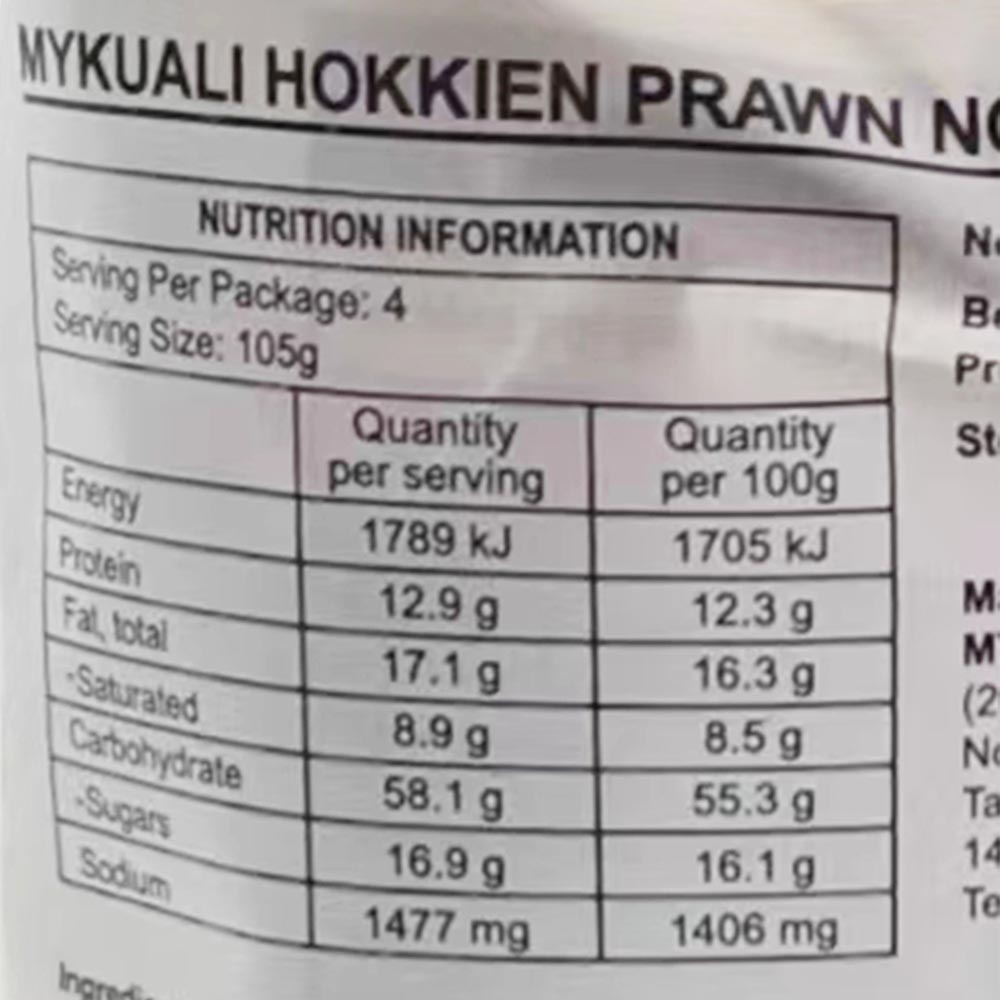 MYKUALI HOKKIEN PRAWN
NUTRITION INFORMATION
Serving Per Package: 4
Serving Size: 105g
Quantity per serving Quantity per 100g
Energy 1789 kJ 1705 kJ
Protein 12.9 g 12.3 g
Fat, total 17.1 g 16.3 g
-Saturated 8.9 g 8.5 g
Carbohydrate 58.1 g 55.3 g
-Sugars 16.9 g 16.1 g
Sodium 1477 mg 1406 mg